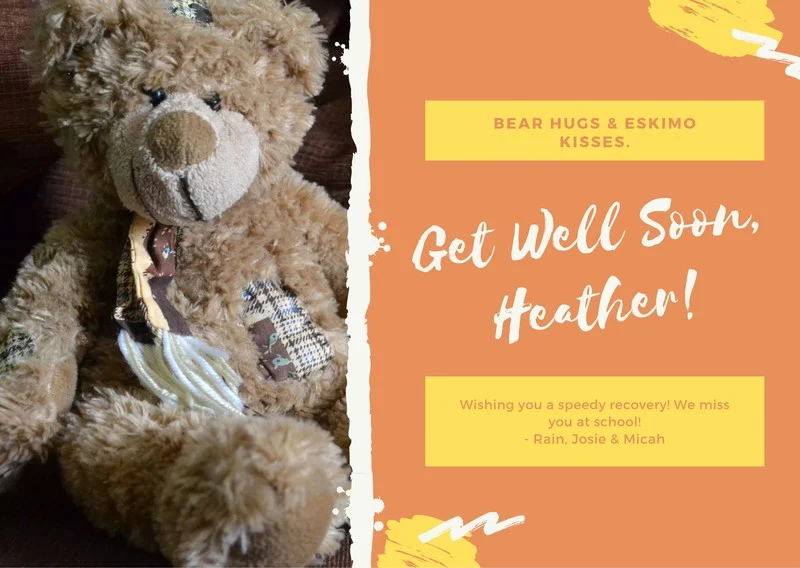 BEAR HUGS & ESKIMO
KISSES.
Get Well Soon,
Heather!
Wishing you a speedy recovery! We miss
you at school!
- Rain, Josie & Micah